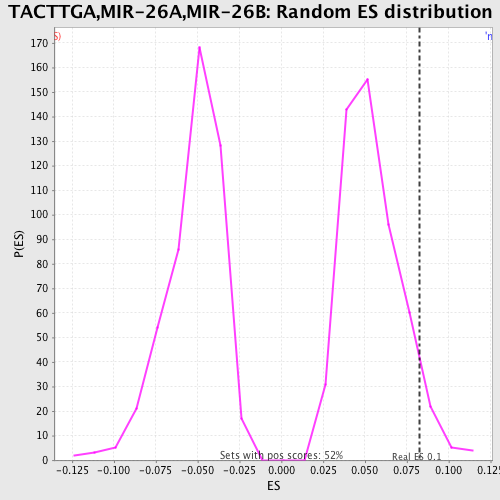 TACTTGA,MIR-26A,MIR-26B: Random ES distribution
S)
'n
170
160
150
140
130
120
110
100
90
80
70
60
50
40
30
20
10
0
P(ES)
Sets with pos scores: 52%
Real ES 0.1
-0.125 -0.100 -0.075 -0.050 -0.025 0.000 0.025 0.050 0.075 0.100 0.125
ES